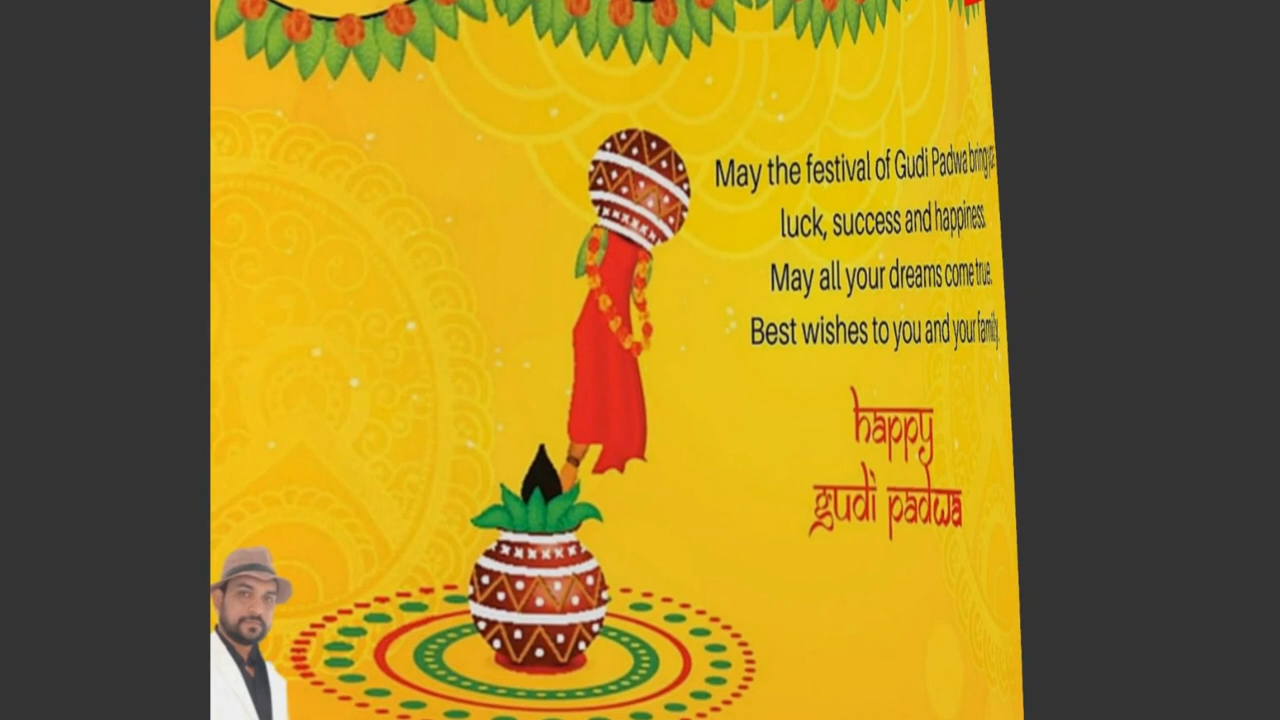 May the festival of Gudi Padwa bring you
luck, success and happiness.
May all your dreams come true.
Best wishes to you and your family.
happy
gudi padwa